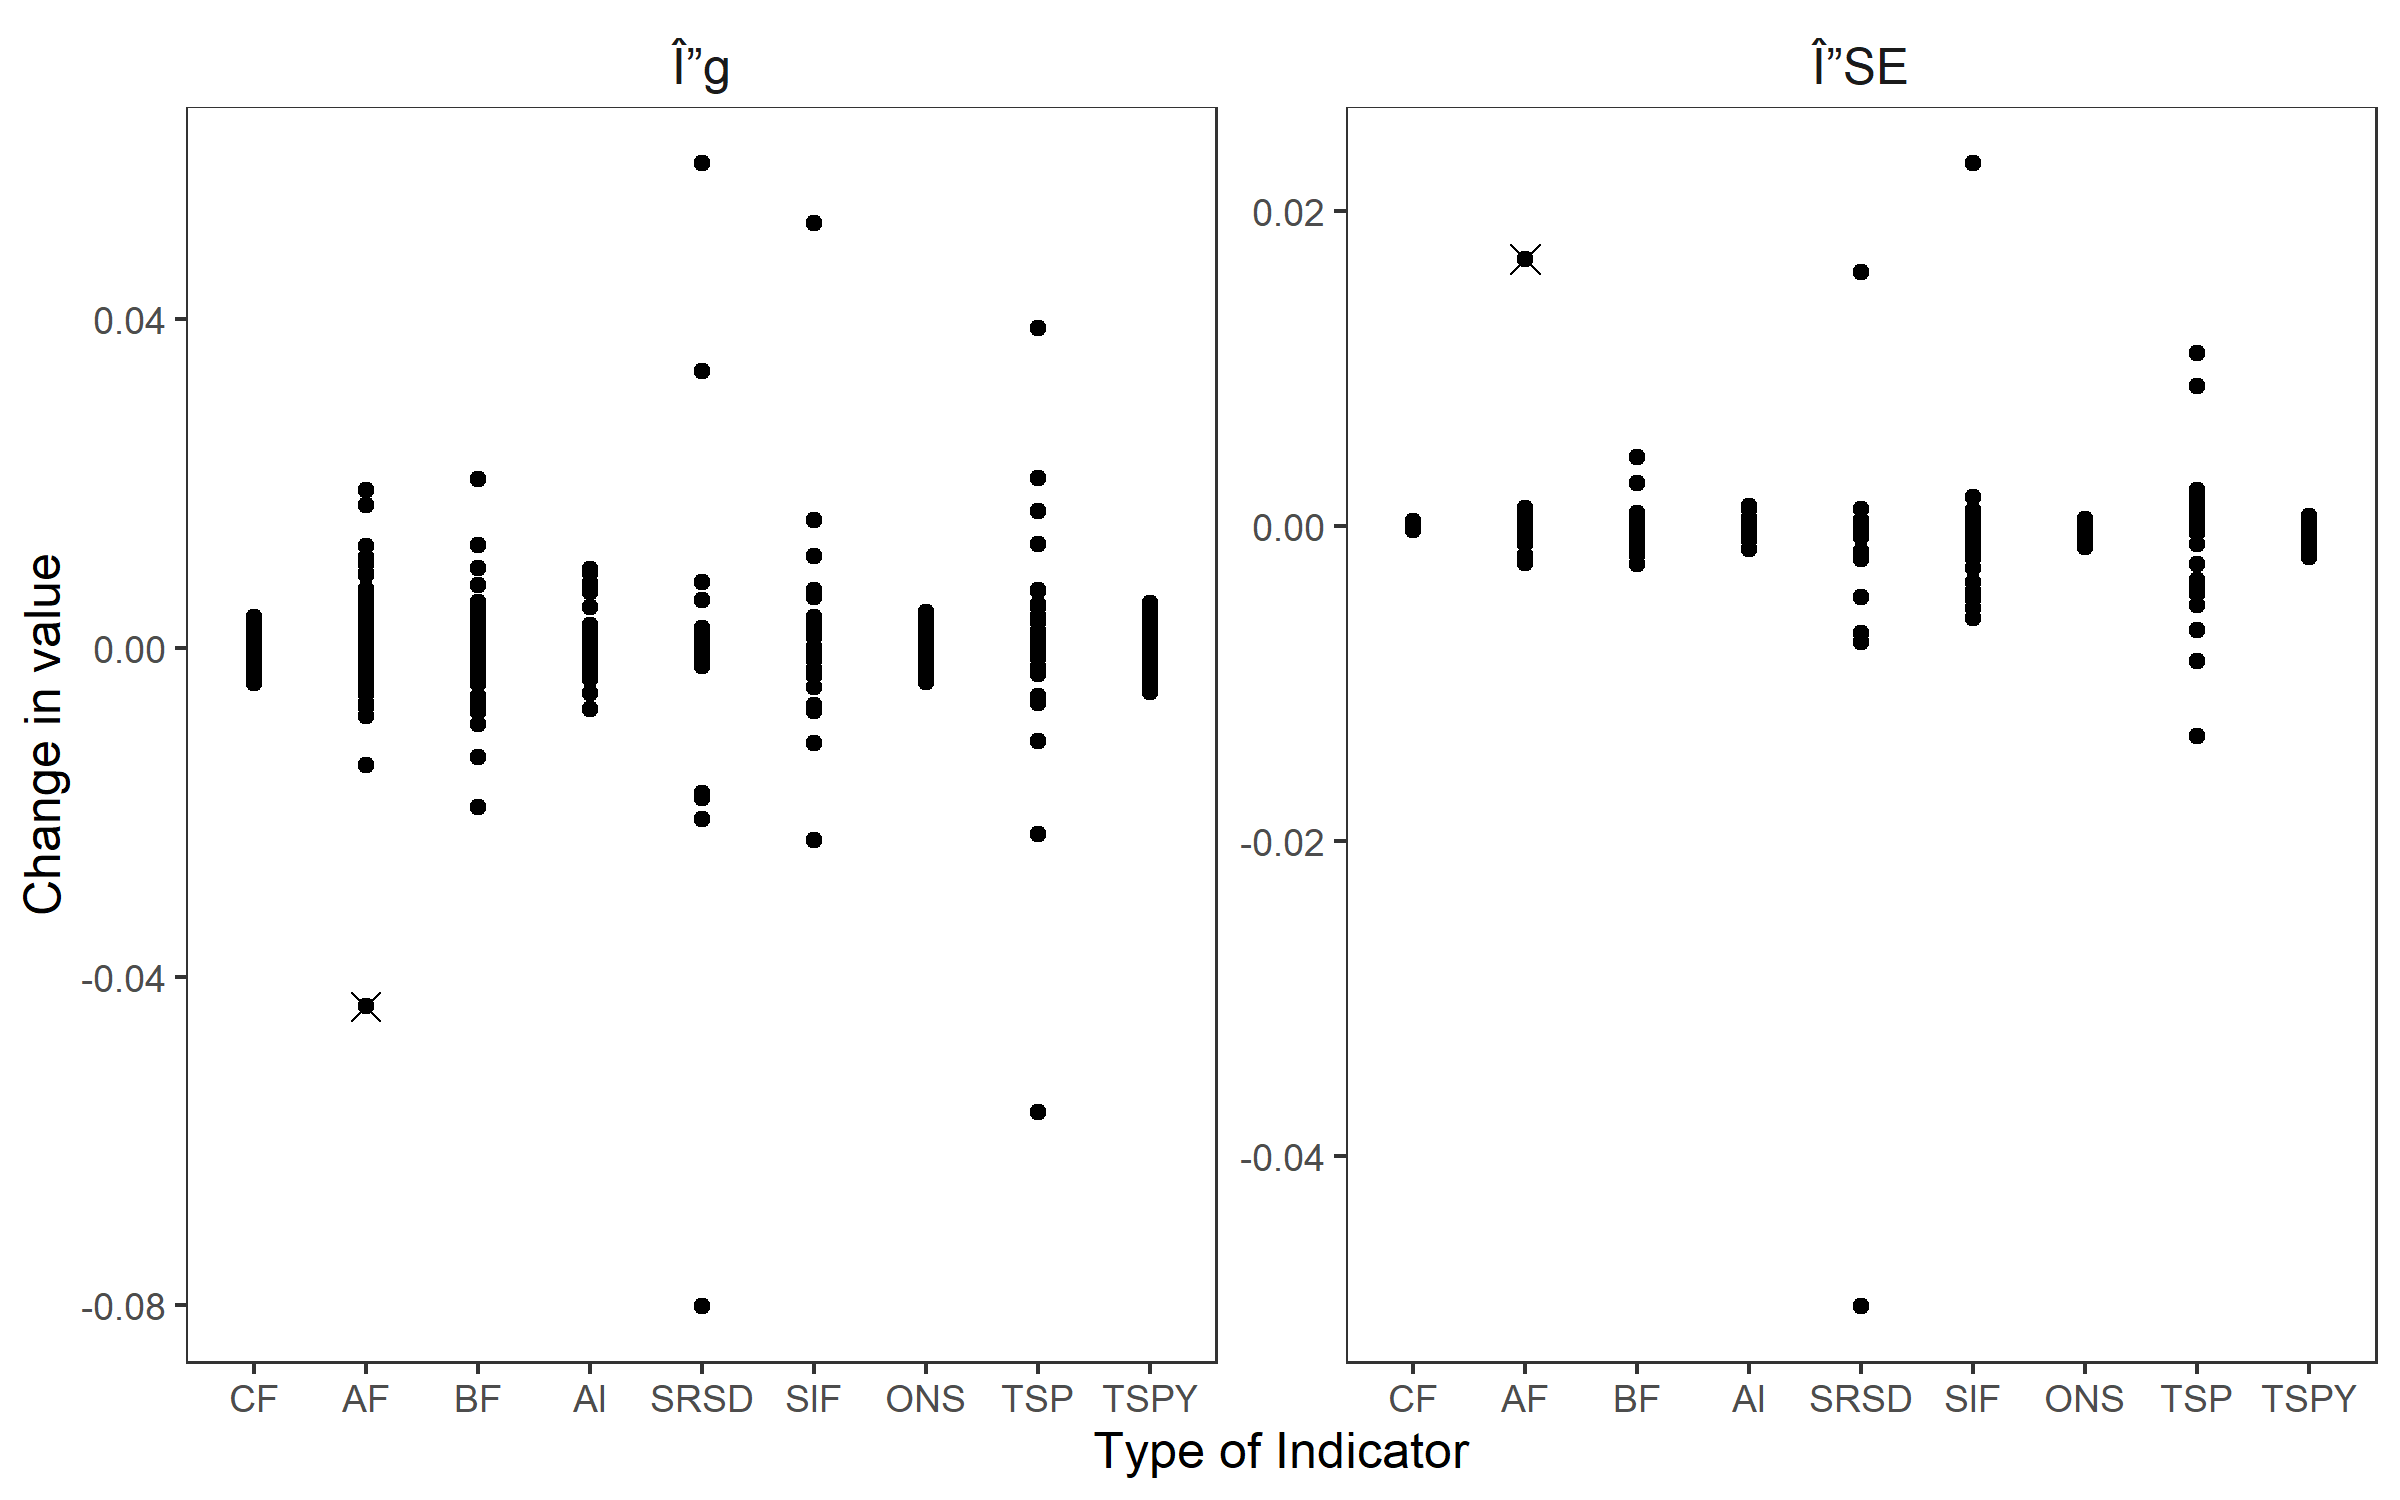 Δg
ΔSE
Change in value
0.04
0.00
-0.04
-0.08
0.02
0.00
-0.02
-0.04
CF AF BF AI SRSD SIF ONS TSP TSPY
CF AF BF AI SRSD SIF ONS TSP TSPY
Type of Indicator